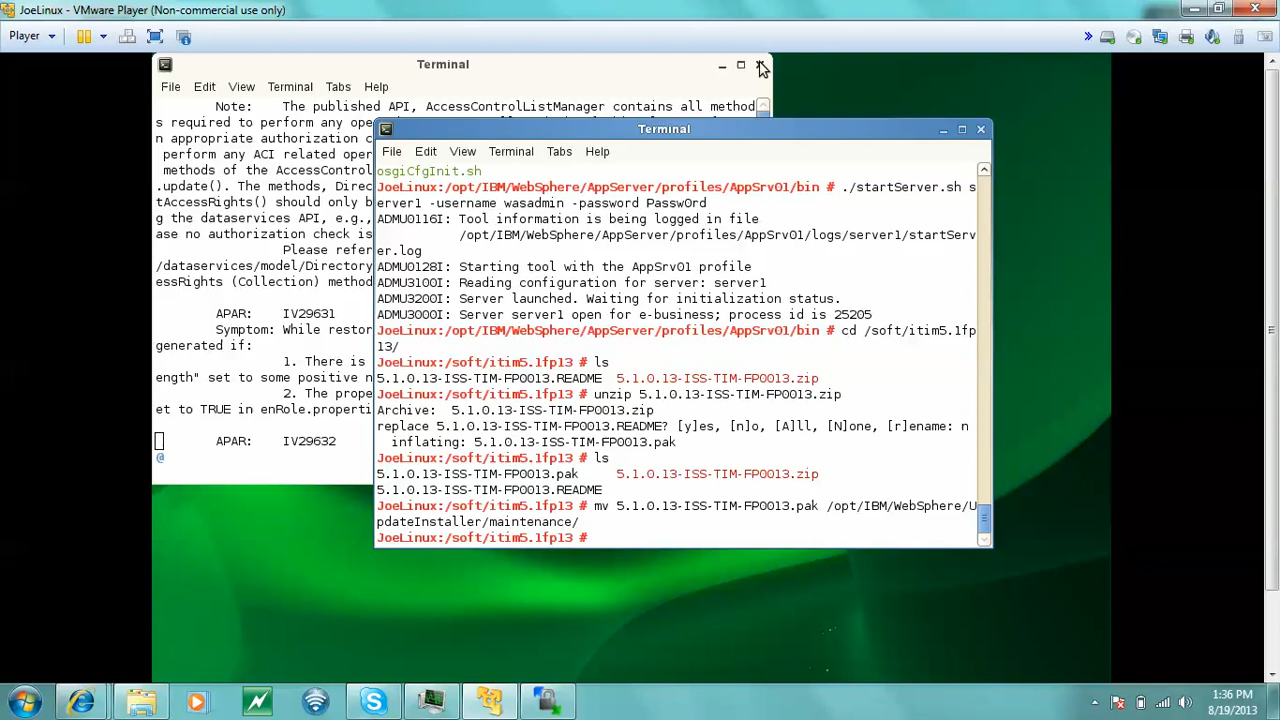 JoeLinux - VMware Player (Non-commercial use only)
Player
Terminal
File Edit View Terminal Tabs Help
Note: The published API, AccessControlListManager contains all method
s required to perform any ope
n appropriate authorization c
perform any ACI related oper
methods of the AccessControl
.update(). The methods, Direc
tAccessRights() should only b
g the dataservices API, e.g.,
ase no authorization check is
Please refer
/dataservices/model/Directory
essRights (Collection) method
APAR: IV29631
Symptom: While restor
generated if:
1. There is
ength" set to some positive n
2. The prope
et to TRUE in enRole.properti
APAR: IV29632
@
Terminal
File Edit View Terminal Tabs Help
osgiCfgInit.sh
JoeLinux:/opt/IBM/WebSphere/AppServer/profiles/AppSrv01/bin # ./startServer.sh s
erver1 -username wasadmin -password Passw0rd
ADMU0116I: Tool information is being logged in file
/opt/IBM/WebSphere/AppServer/profiles/AppSrv01/logs/server1/startServ
er.log
ADMU0128I: Starting tool with the AppSrv01 profile
ADMU3100I: Reading configuration for server: server1
ADMU3200I: Server launched. Waiting for initialization status.
ADMU3000I: Server server1 open for e-business; process id is 25205
JoeLinux:/opt/IBM/WebSphere/AppServer/profiles/AppSrv01/bin # cd /soft/itim5.1fp
13/
JoeLinux:/soft/itim5.1fp13 # ls
5.1.0.13-ISS-TIM-FP0013.README 5.1.0.13-ISS-TIM-FP0013.zip
JoeLinux:/soft/itim5.1fp13 # unzip 5.1.0.13-ISS-TIM-FP0013.zip
Archive: 5.1.0.13-ISS-TIM-FP0013.zip
replace 5.1.0.13-ISS-TIM-FP0013.README? [y]es, [n]o, [A]ll, [N]one, [r]ename: n
inflating: 5.1.0.13-ISS-TIM-FP0013.pak
JoeLinux:/soft/itim5.1fp13 # ls
5.1.0.13-ISS-TIM-FP0013.pak 5.1.0.13-ISS-TIM-FP0013.zip
5.1.0.13-ISS-TIM-FP0013.README
JoeLinux:/soft/itim5.1fp13 # mv 5.1.0.13-ISS-TIM-FP0013.pak /opt/IBM/WebSphere/U
pdateInstaller/maintenance/
JoeLinux:/soft/itim5.1fp13 #
1:36 PM
8/19/2013